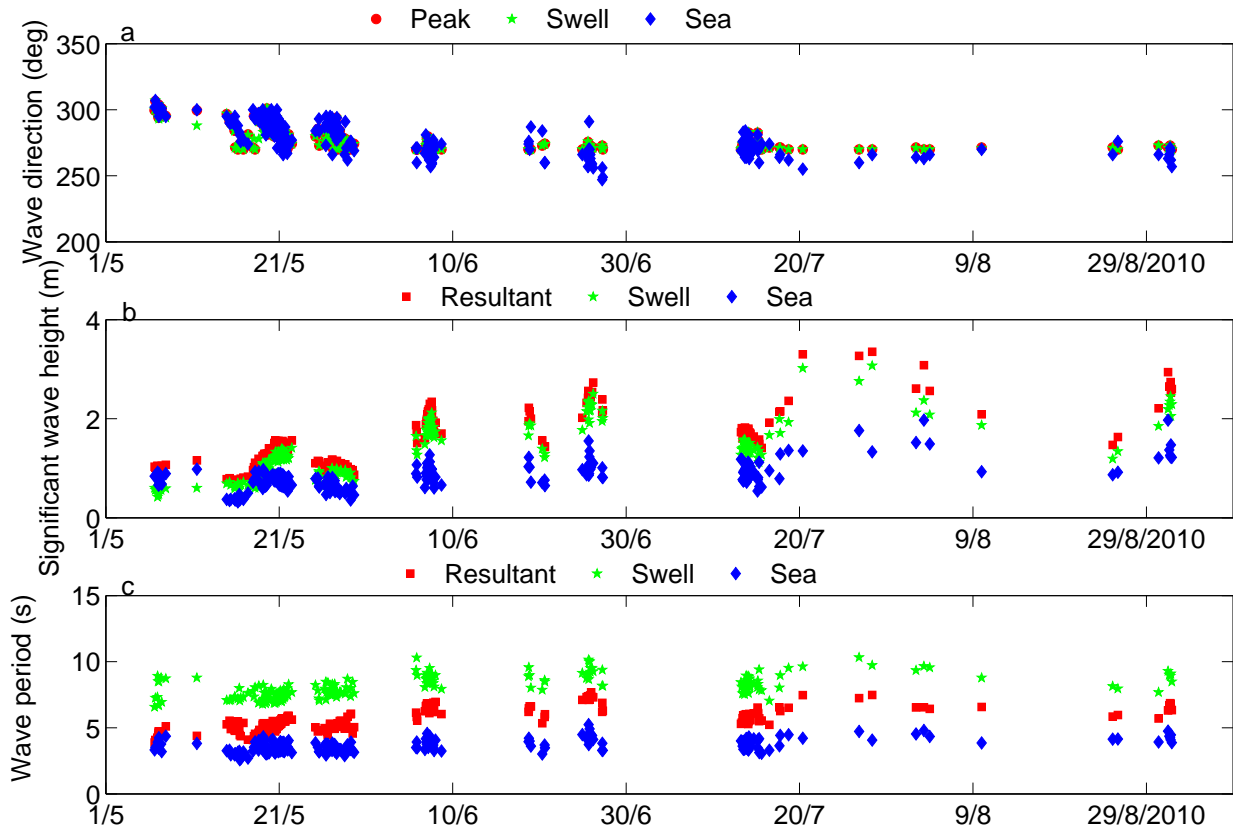 Peak Swell Sea
a
Wave direction (deg)
350
300
250
200
1/5 21/5 10/6 30/6 20/7 9/8 29/8/2010
Resultant Swell Sea
b
Significant wave height (m)
4
2
0
1/5 21/5 10/6 30/6 20/7 9/8 29/8/2010
Resultant Swell Sea
c
Wave period (s)
15
10
5
0
1/5 21/5 10/6 30/6 20/7 9/8 29/8/2010